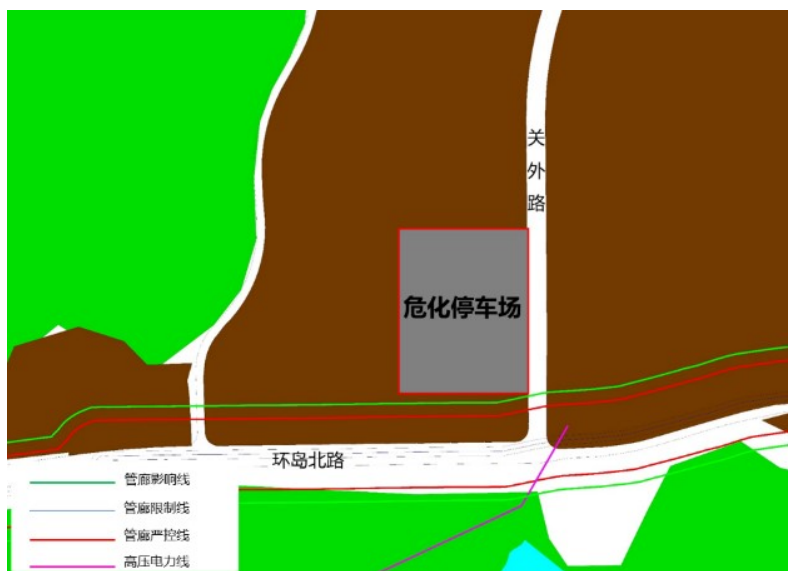 关外路
危化停车场
环岛北路
管廊影响线
管廊限制线
管廊严控线
高压电力线